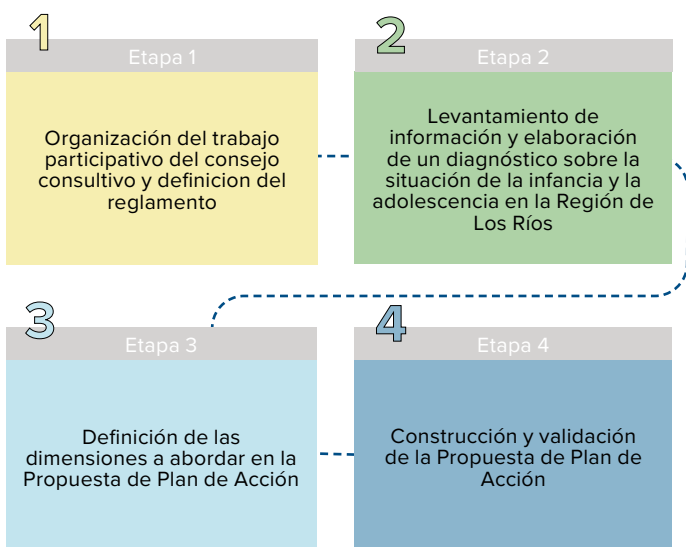 1
Etapa 1
Organización del trabajo
participativo del consejo
consultivo y definicion del
reglamento
2
Etapa 2
Levantamiento de
información y elaboración
de un diagnóstico sobre la
situación de la infancia y la
adolescencia en la Región de
Los Ríos
3
Etapa 3
Definición de las
dimensiones a abordar en la
Propuesta de Plan de Acción
4
Etapa 4
Construcción y validación
de la Propuesta de Plan de
Acción